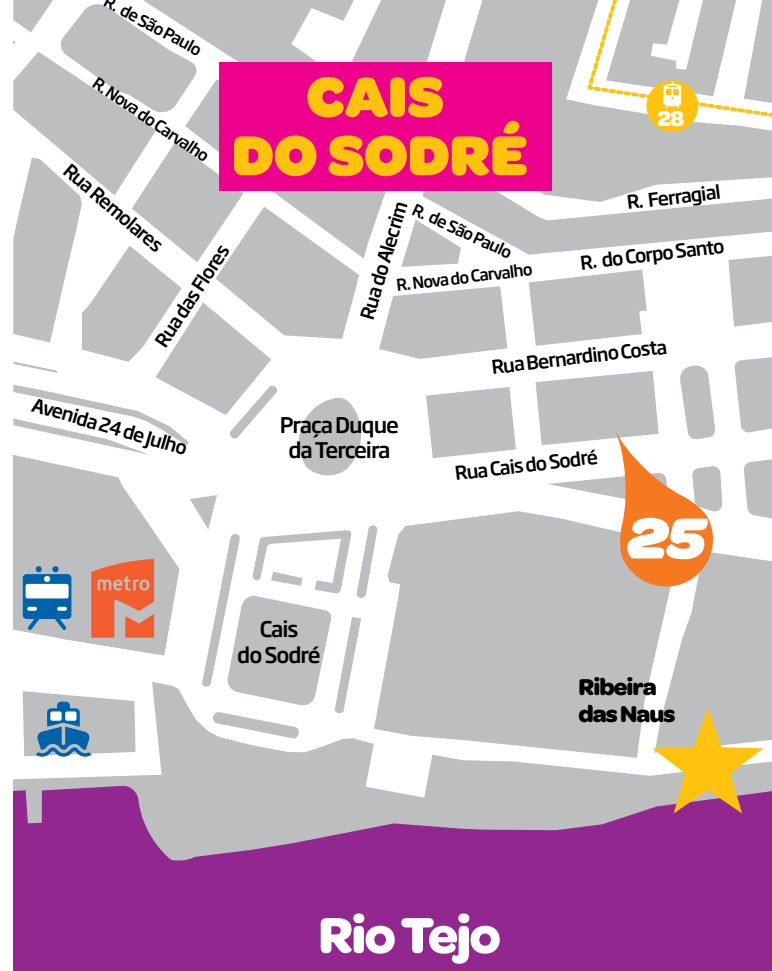 R. de São Paulo
CAIS
DO SODRÉ
28
R. Nova do Carvalho
Rua Remolares
Rua das Flores
Rua do Alecrim
R. de São Paulo
R. Nova do Carvalho
R. Ferragial
R. do Corpo Santo
Rua Bernardino Costa
Avenida 24 de Julho
Praça Duque
da Terceira
Rua Cais do Sodré
25
metro
M
Cais
do Sodré
Ribeira
das Naus
Rio Tejo